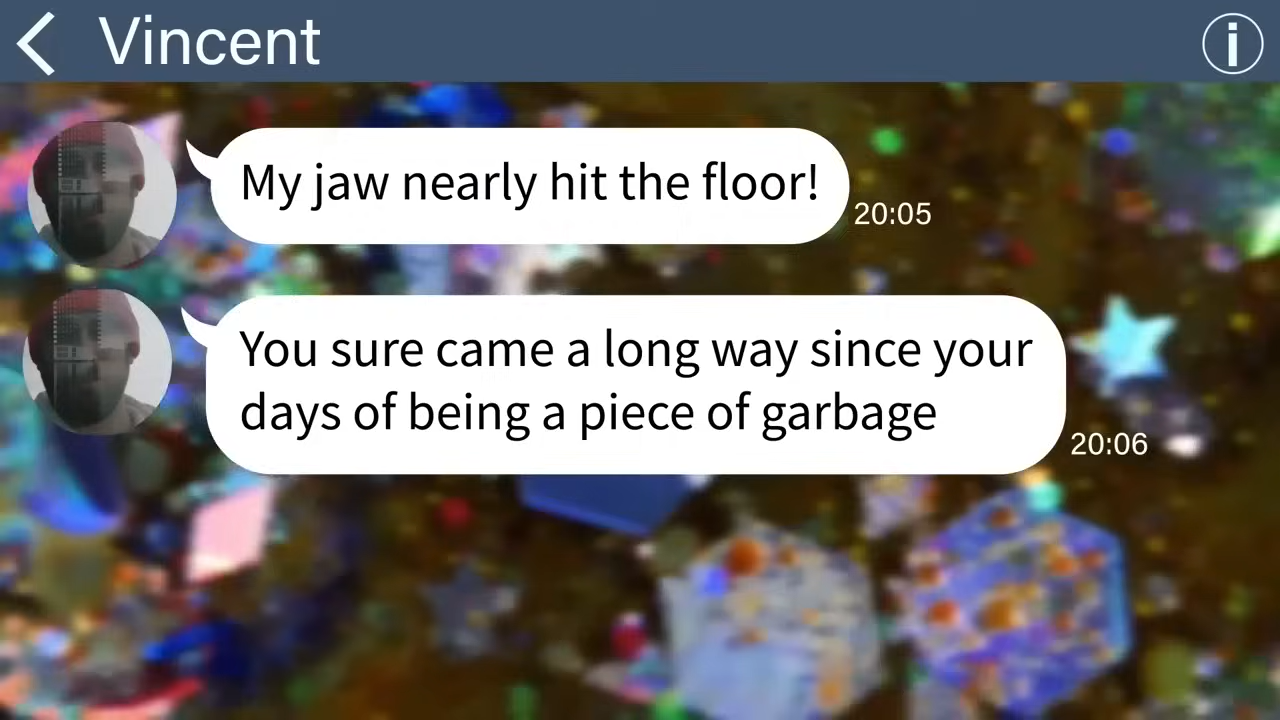 Vincent
i
My jaw nearly hit the floor!
20:05
You sure came a long way since your
days of being a piece of garbage
20:06